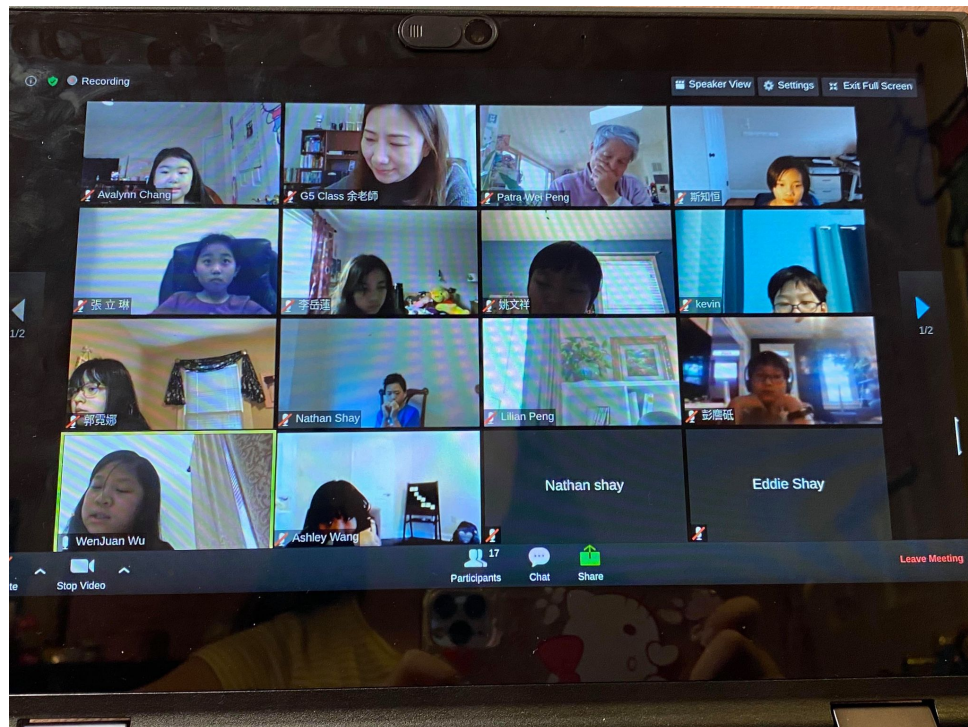 Recording
Speaker View
Settings
Exit Full Screen
Avalynn Chang
G5 Class 余老師
Patra Wei Peng
斯知恒
張立琳
李岳蓮
姚文祥
kevin
1/2
1/2
郭霓娜
Nathan Shay
Lilian Peng
WenJuan Wu
Ashley Wang
Nathan shay
Eddie Shay
te
Stop Video
Participants
17
Chat
Share
Leave Meeting